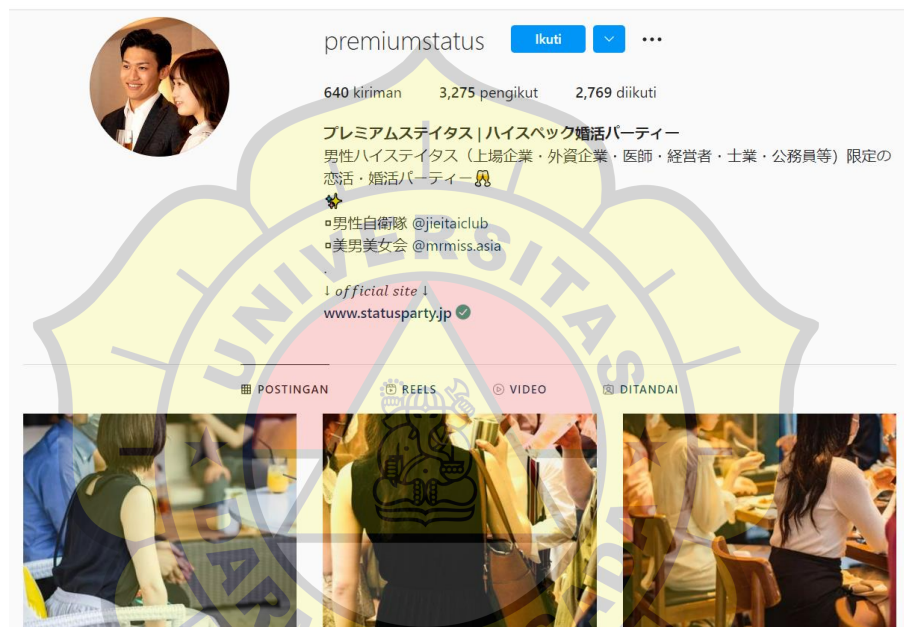 premiumstatus Ikuti
640 kiriman 3,275 pengikut 2,769 diikuti
プレミアムステイタス | ハイスペック婚活パーティー
男性ハイステイタス（上場企業・外資企業・医師・経営者・士業・公務員等）限定の
恋活・婚活パーティー🥂
✨
▫男性自衛隊 @jieitaiclub
▫美男美女会 @mrmiss.asia
.
↓ official site ↓
www.statusparty.jp
POSTINGAN REELS VIDEO DITANDAI
UNIVERSITAS